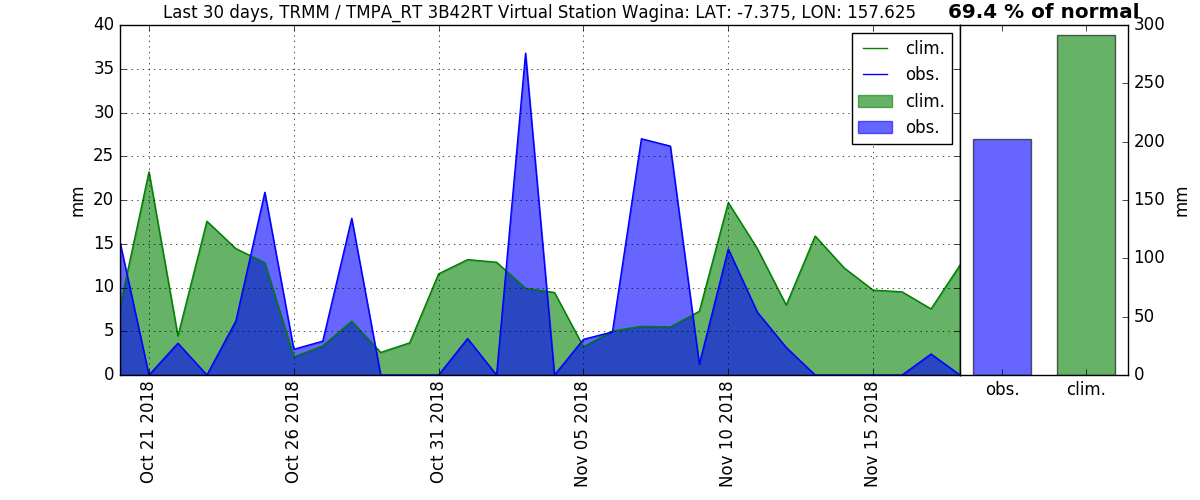 Last 30 days, TRMM / TMPA_RT 3B42RT Virtual Station Wagina: LAT: -7.375, LON: 157.625
69.4 % of normal
40
35
30
25
20
15
10
5
0
mm
clim.
obs.
clim.
obs.
Oct 21 2018
Oct 26 2018
Oct 31 2018
Nov 05 2018
Nov 10 2018
Nov 15 2018
300
250
200
150
100
50
0
mm
obs.
clim.